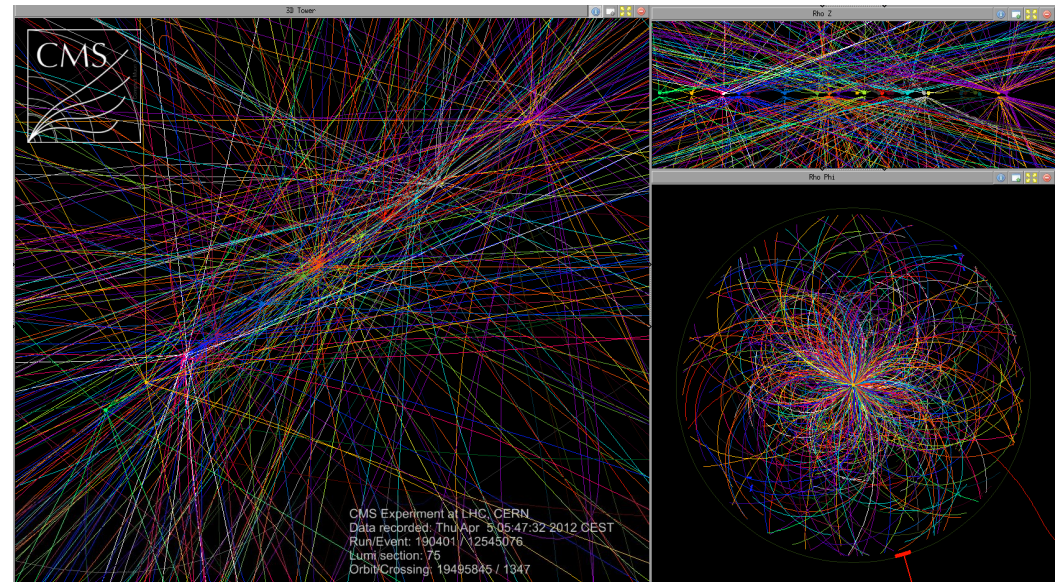 3D Tower
CMS
CMS Experiment at LHC, CERN
Data recorded: Thu Apr 5 05:47:32 2012 CEST
Run/Event: 190401 / 12545076
Lumi section: 75
Orbit/Crossing: 19495845 / 1347
Rho Z
Rho Phi